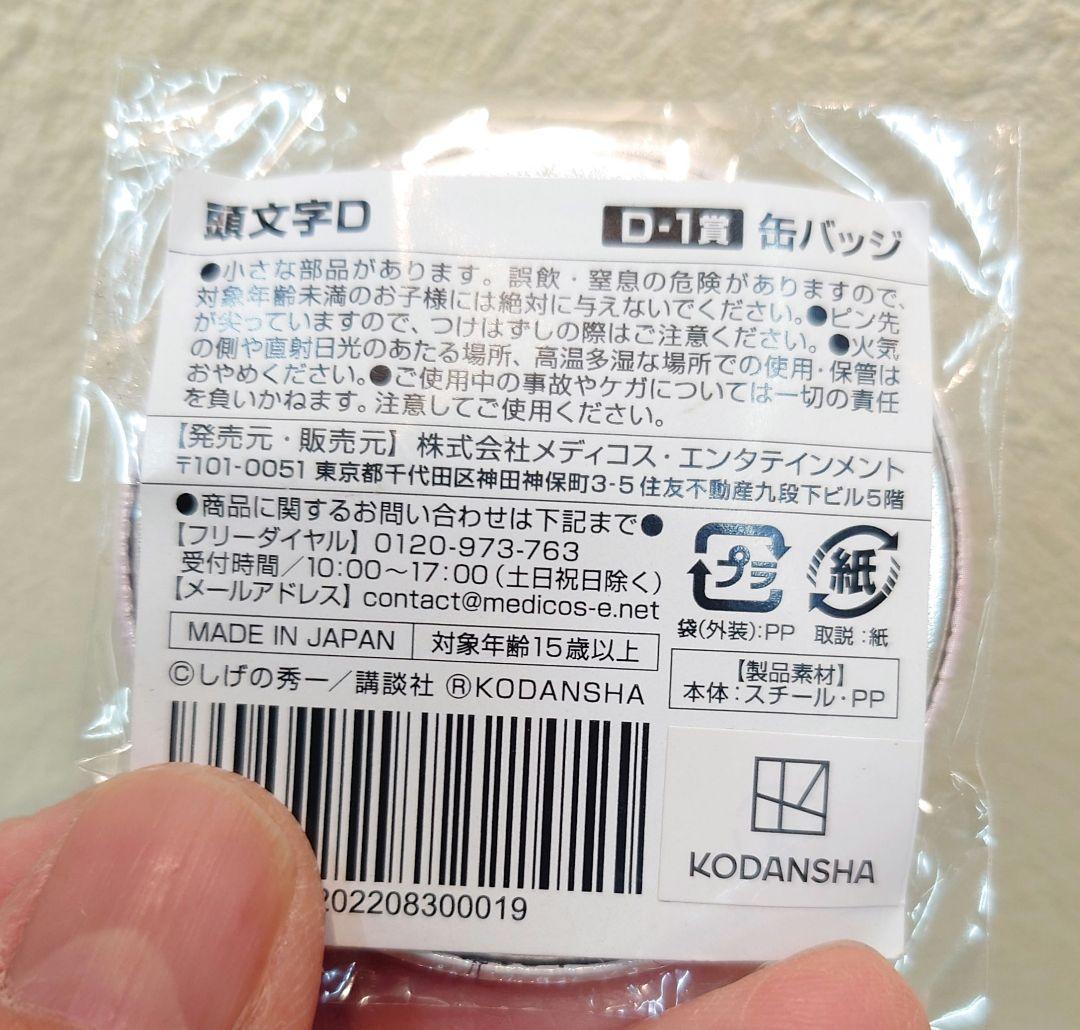 頭文字D
D-1賞 缶バッジ
●小さな部品があります。誤飲・窒息の危険がありますので、
対象年齢未満のお子様には絶対に与えないでください。●ピン先
が尖っていますので、つけはずしの際はご注意ください。●火気
の側や直射日光のあたる場所、高温多湿な場所での使用・保管は
おやめください。●ご使用中の事故やケガについては一切の責任
を負いかねます。注意してご使用ください。
【発売元・販売元】株式会社メディコス・エンタテインメント
〒101-0051 東京都千代田区神田神保町3-5 住友不動産九段下ビル5階
●商品に関するお問い合わせは下記まで●
【フリーダイヤル】0120-973-763
受付時間/10:00〜17:00(土日祝日除く)
【メールアドレス】contact@medicos-e.net
プラ
紙
袋(外装):PP
取説:紙
MADE IN JAPAN
対象年齢15歳以上
【製品素材】
本体:スチール・PP
©しげの秀一/講談社 ®KODANSHA
202208300019
KODANSHA